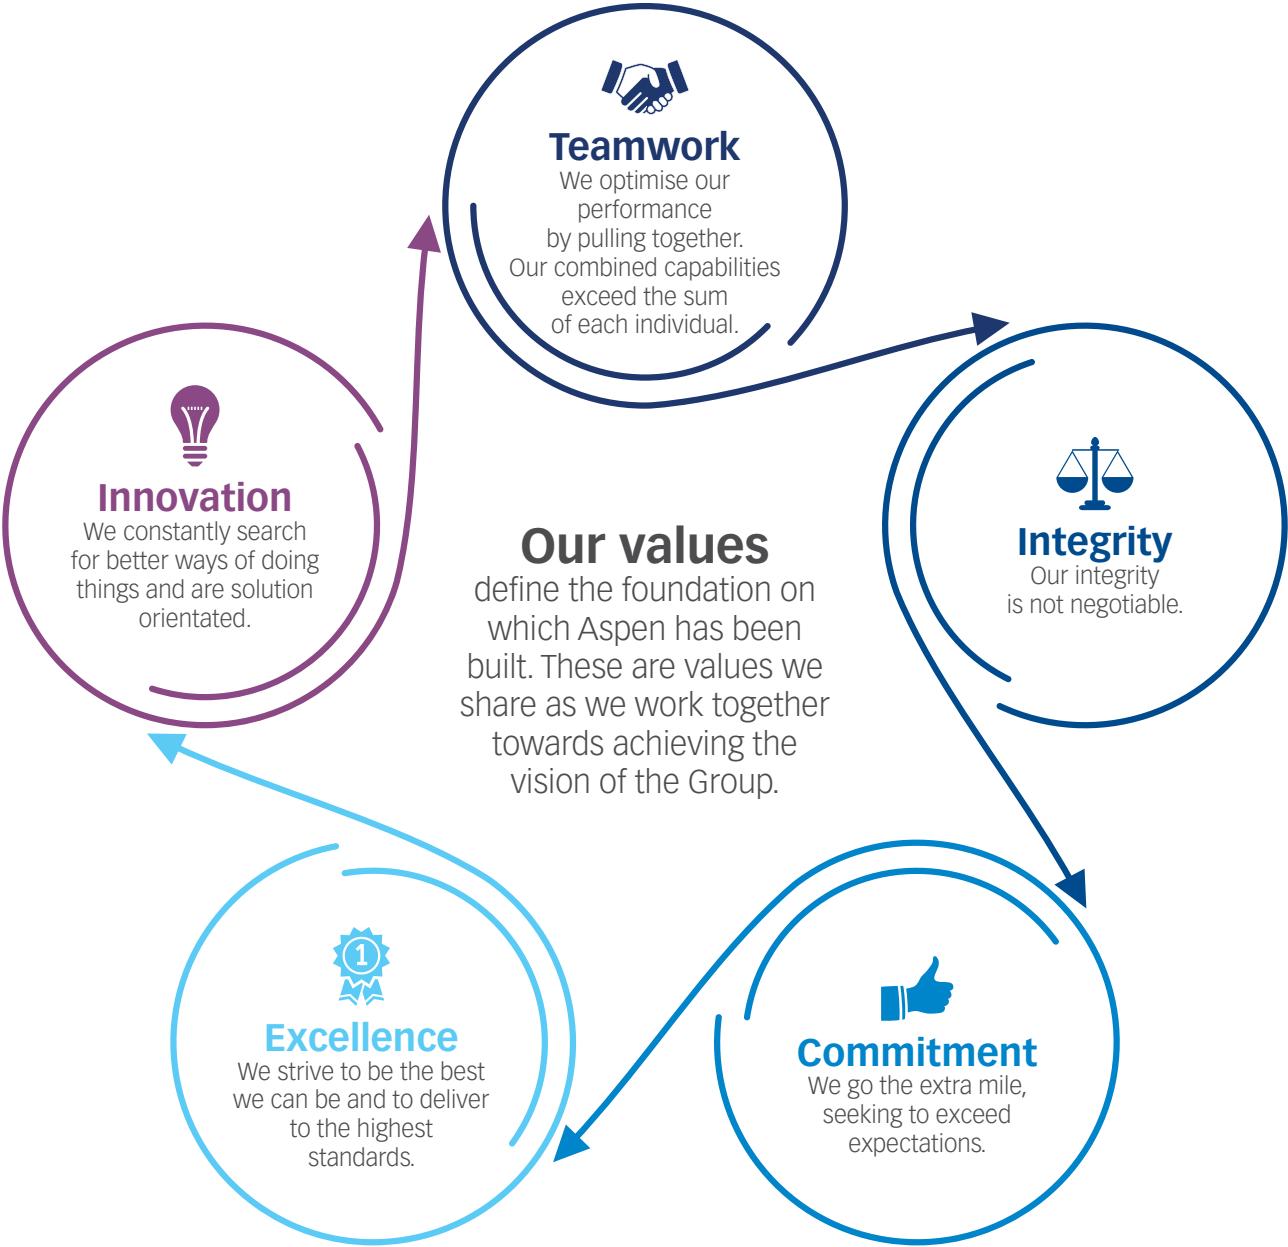 Teamwork
We optimise our
performance
by pulling together.
Our combined capabilities
exceed the sum
of each individual.
Innovation
We constantly search
for better ways of doing
things and are solution
orientated.
Our values
define the foundation on
which Aspen has been
built. These are values we
share as we work together
towards achieving the
vision of the Group.
Integrity
Our integrity
is not negotiable.
1
Excellence
We strive to be the best
we can be and to deliver
to the highest
standards.
Commitment
We go the extra mile,
seeking to exceed
expectations.